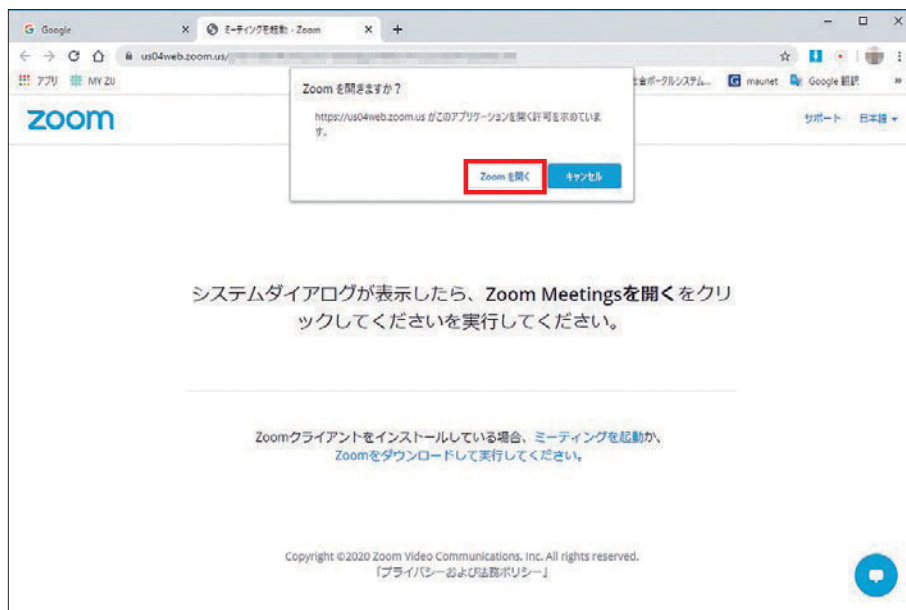 Google
ミーティングを起動 - Zoom
us04web.zoom.us/
アプリ
MY ZU
ポータルシステム...
maunet
Google 翻訳
zoom
サポート
日本語
Zoom を開きますか？
https://us04web.zoom.us がこのアプリケーションを開く許可を求めていま
す。
Zoom を開く
キャンセル
システムダイアログが表示したら、Zoom Meetingsを開くをクリ
ックしてくださいを実行してください。
Zoomクライアントをインストールしている場合、ミーティングを起動か、
Zoomをダウンロードして実行してください。
Copyright ©2020 Zoom Video Communications, Inc. All rights reserved.
「プライバシーおよび法務ポリシー」